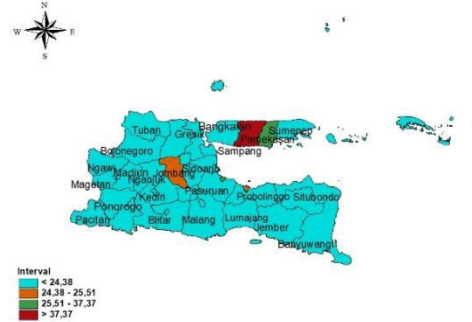 N
W
E
S
Tuban
Gresik
Bangkalan
Sumenep
Pamekasan
Sampang
Bojonegoro
Ngawi
Madiun
Nganjuk
Jombang
Sidoarjo
Magetan
Kediri
Pasuruan
Probolinggo
Situbondo
Ponorogo
Pacitan
Blitar
Malang
Lumajang
Jember
Banyuwangi
Interval
< 24,38
24,38 - 25,51
25,51 - 37,37
> 37,37